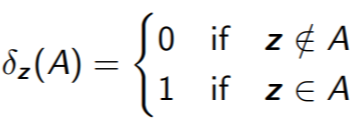 δ_z(A) = { 0 if z ∉ A
1 if z ∈ A